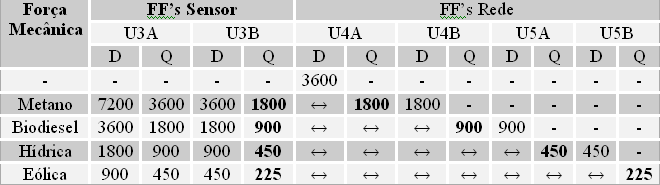 Força Mecânica FF's Sensor FF's Rede
U3A U3B U4A U4B U5A U5B
D Q D Q D Q D Q D Q D Q
- - - - - 3600 - - - - - - -
Metano 7200 3600 3600 1800 ↔ 1800 1800 - - - - -
Biodiesel 3600 1800 1800 900 ↔ ↔ ↔ 900 900 - - -
Hídrica 1800 900 900 450 ↔ ↔ ↔ ↔ ↔ 450 450 -
Eólica 900 450 450 225 ↔ ↔ ↔ ↔ ↔ ↔ ↔ 225